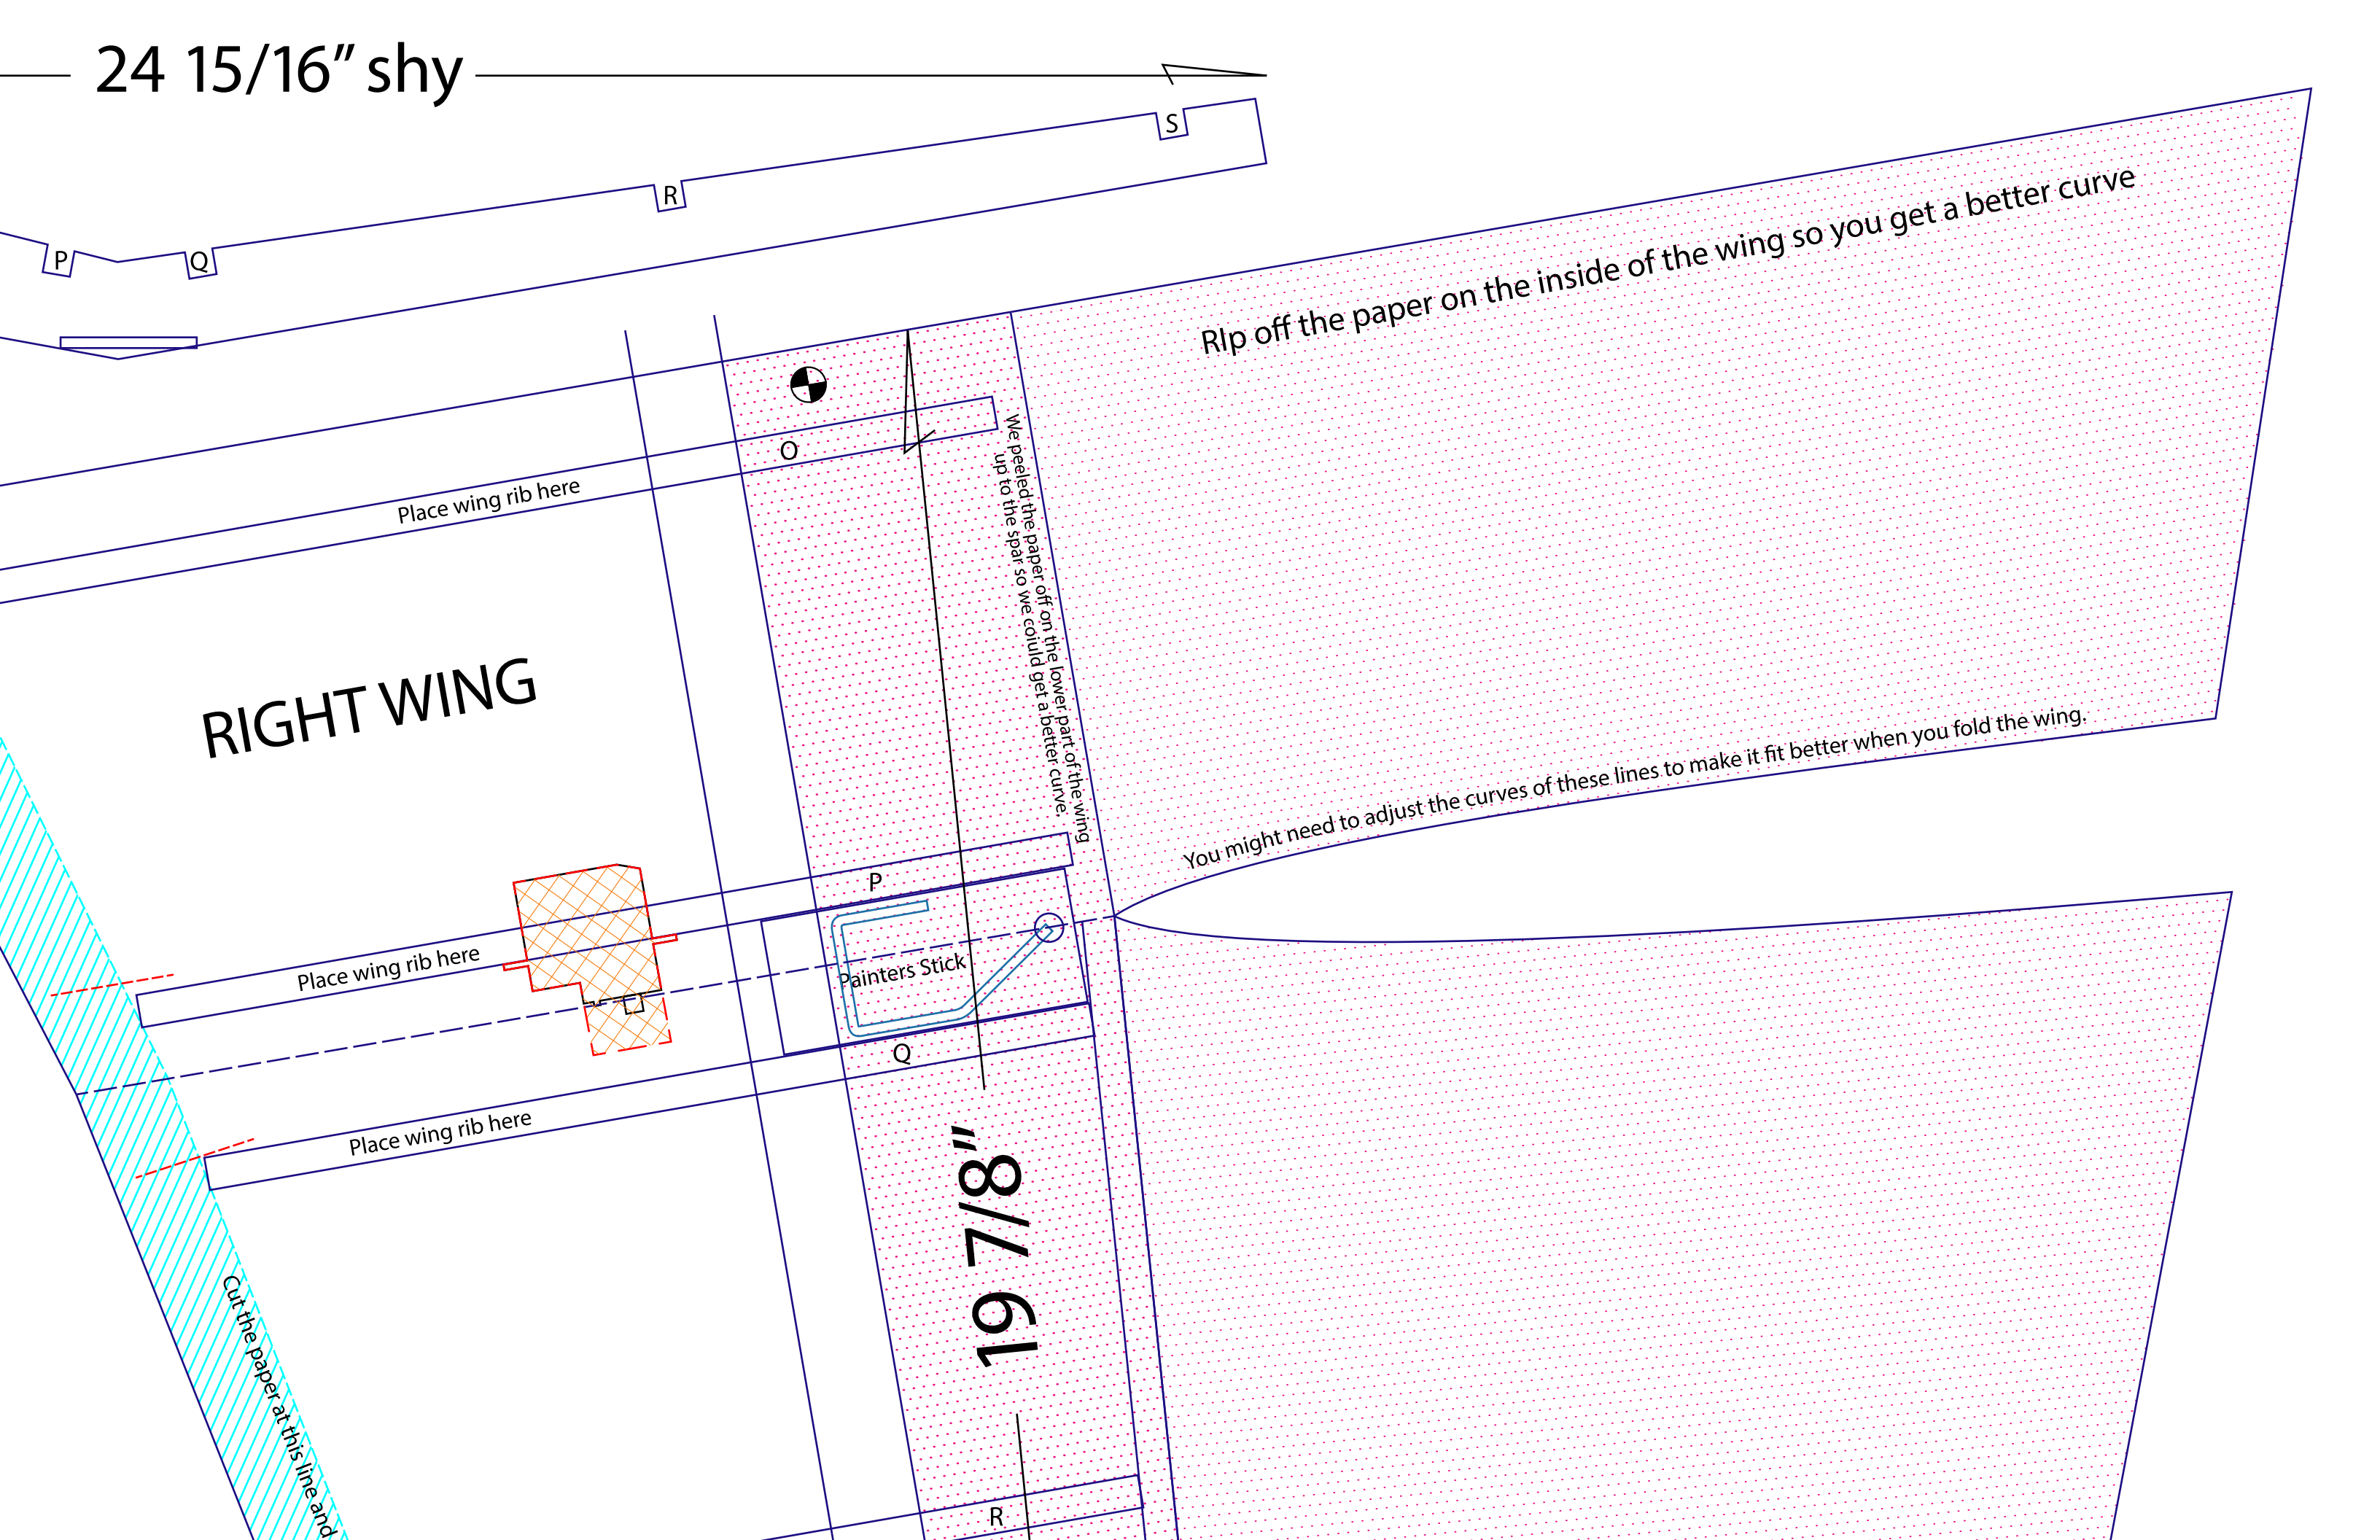 24 15/16” shy
S
R
P
Q
RIp off the paper on the inside of the wing so you get a better curve
O
Place wing rib here
We peeled the paper off on the lower part of the wing
up to the spar so we coiuld get a better curve.
RIGHT WING
You might need to adjust the curves of these lines to make it fit better when you fold the wing.
P
Place wing rib here
Painters Stick
Q
Place wing rib here
19 7/8”
Cut the paper at this line and
R